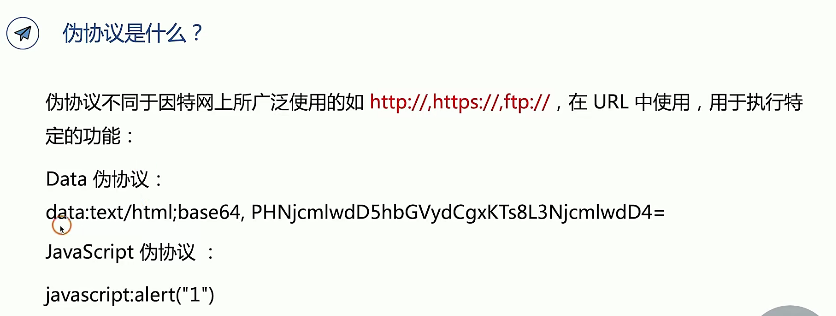 伪协议是什么？
伪协议不同于因特网上所广泛使用的如 http://,https://,ftp://，在 URL 中使用，用于执行特
定的功能：
Data 伪协议：
data:text/html;base64, PHNjcmlwdD5hbGVydCgxKTs8L3NjcmlwdD4=
JavaScript 伪协议 ：
javascript:alert("1")